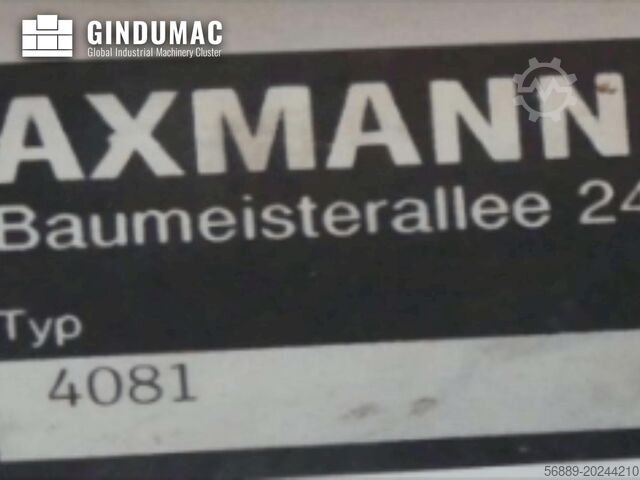 GINDUMAC
Global Industrial Machinery Cluster
AXMANN
Baumeisterallee 24
Typ
4081
56889-20244210